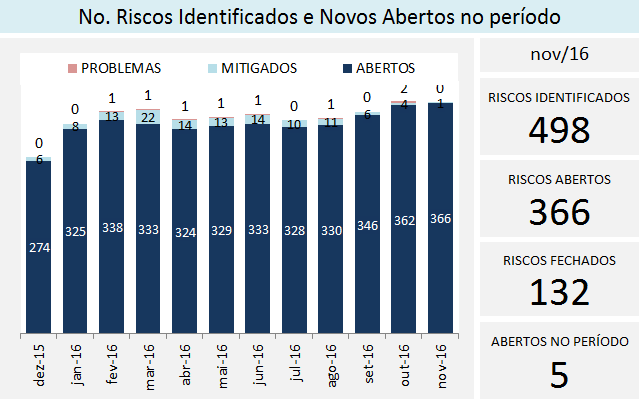 No. Riscos Identificados e Novos Abertos no período
PROBLEMAS MITIGADOS ABERTOS
0 0 1 1 1 1 1 0 1 0 2 0
6 8 13 22 14 13 14 10 11 6 4 1
274 325 338 333 324 329 333 328 330 346 362 366
dez-15 jan-16 fev-16 mar-16 abr-16 mai-16 jun-16 jul-16 ago-16 set-16 out-16 nov-16
nov/16
RISCOS IDENTIFICADOS
498
RISCOS ABERTOS
366
RISCOS FECHADOS
132
ABERTOS NO PERÍODO
5